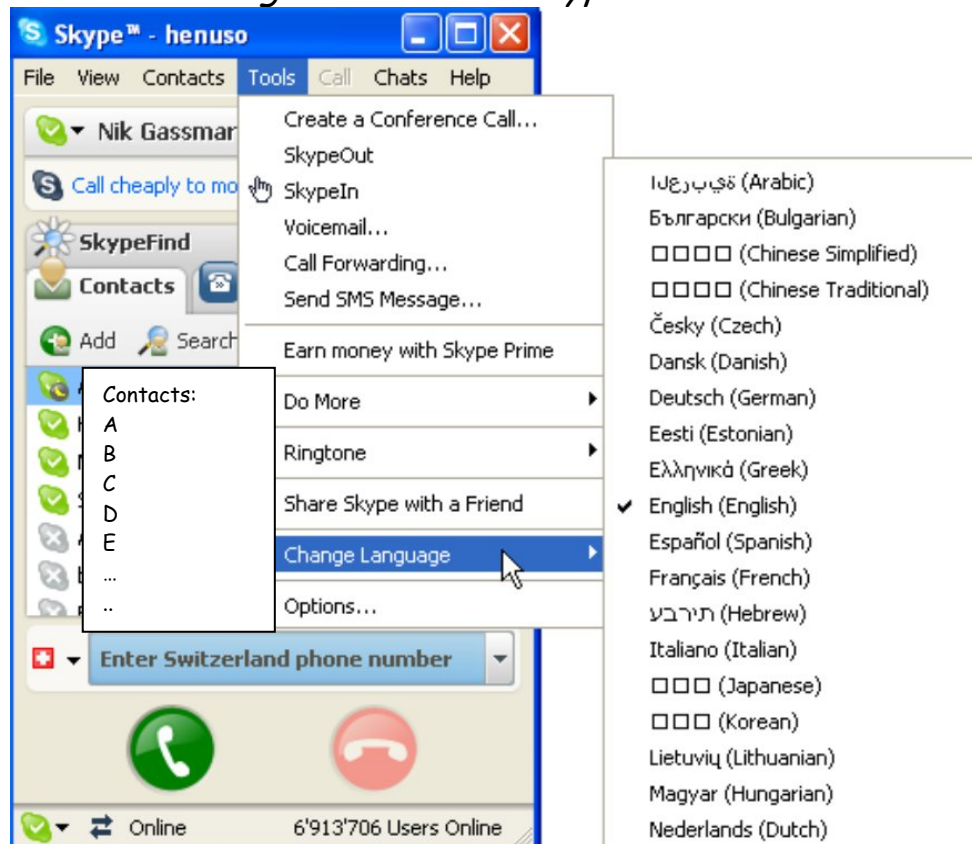 Skype™ - henuso
File View Contacts Tools Call Chats Help
Nik Gassmar
Call cheaply to mo
SkypeFind
Contacts
Add Search
Contacts:
A
B
C
D
E
...
..
Create a Conference Call...
SkypeOut
SkypeIn
Voicemail...
Call Forwarding...
Send SMS Message...
Earn money with Skype Prime
Do More
Ringtone
Share Skype with a Friend
Change Language
Options...
ةيبرعلا (Arabic)
Български (Bulgarian)
□□□□ (Chinese Simplified)
□□□□ (Chinese Traditional)
Česky (Czech)
Dansk (Danish)
Deutsch (German)
Eesti (Estonian)
Ελληνικά (Greek)
English (English)
Español (Spanish)
Français (French)
תירבע (Hebrew)
Italiano (Italian)
□□□ (Japanese)
□□□ (Korean)
Lietuvių (Lithuanian)
Magyar (Hungarian)
Nederlands (Dutch)
Enter Switzerland phone number
Online 6'913'706 Users Online